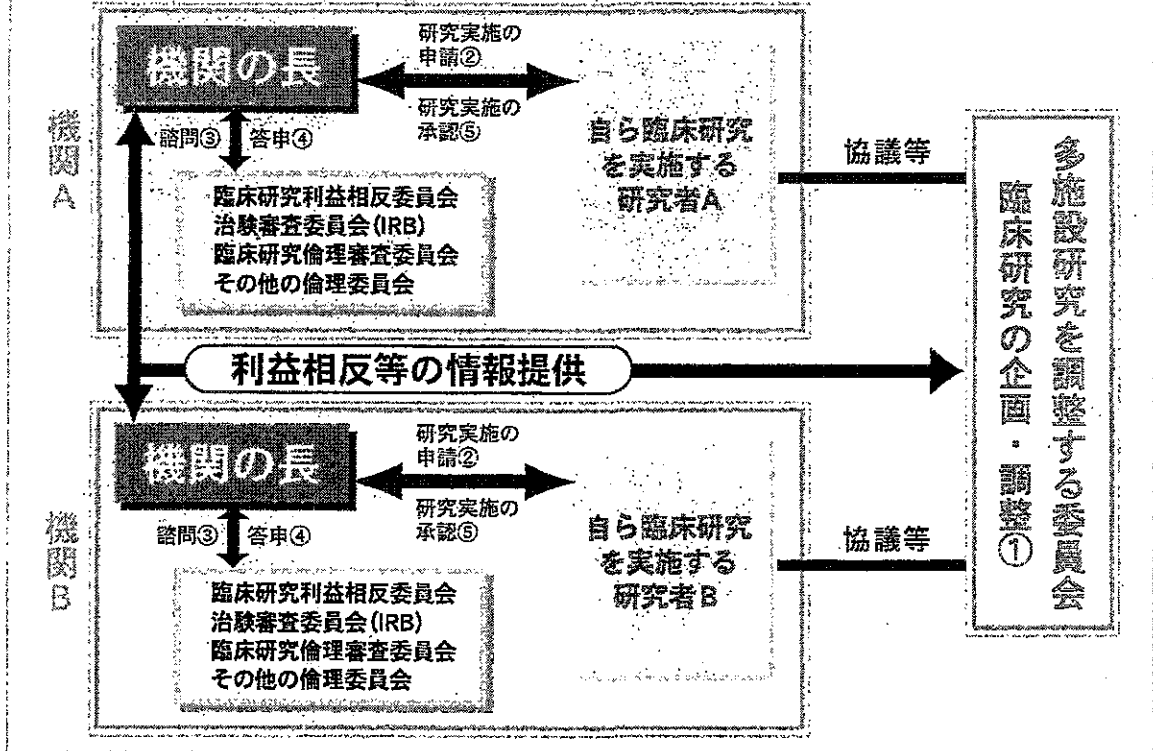 機関A
機関の長
研究実施の
申請②
研究実施の
承認⑤
諮問③
答申④
臨床研究利益相反委員会
治験審査委員会(IRB)
臨床研究倫理審査委員会
その他の倫理委員会
自ら臨床研究
を実施する
研究者A
協議等
利益相反等の情報提供
機関B
機関の長
研究実施の
申請②
研究実施の
承認⑤
諮問③
答申④
臨床研究利益相反委員会
治験審査委員会(IRB)
臨床研究倫理審査委員会
その他の倫理委員会
自ら臨床研究
を実施する
研究者B
協議等
多施設研究を調整する委員会
臨床研究の企画・調整①